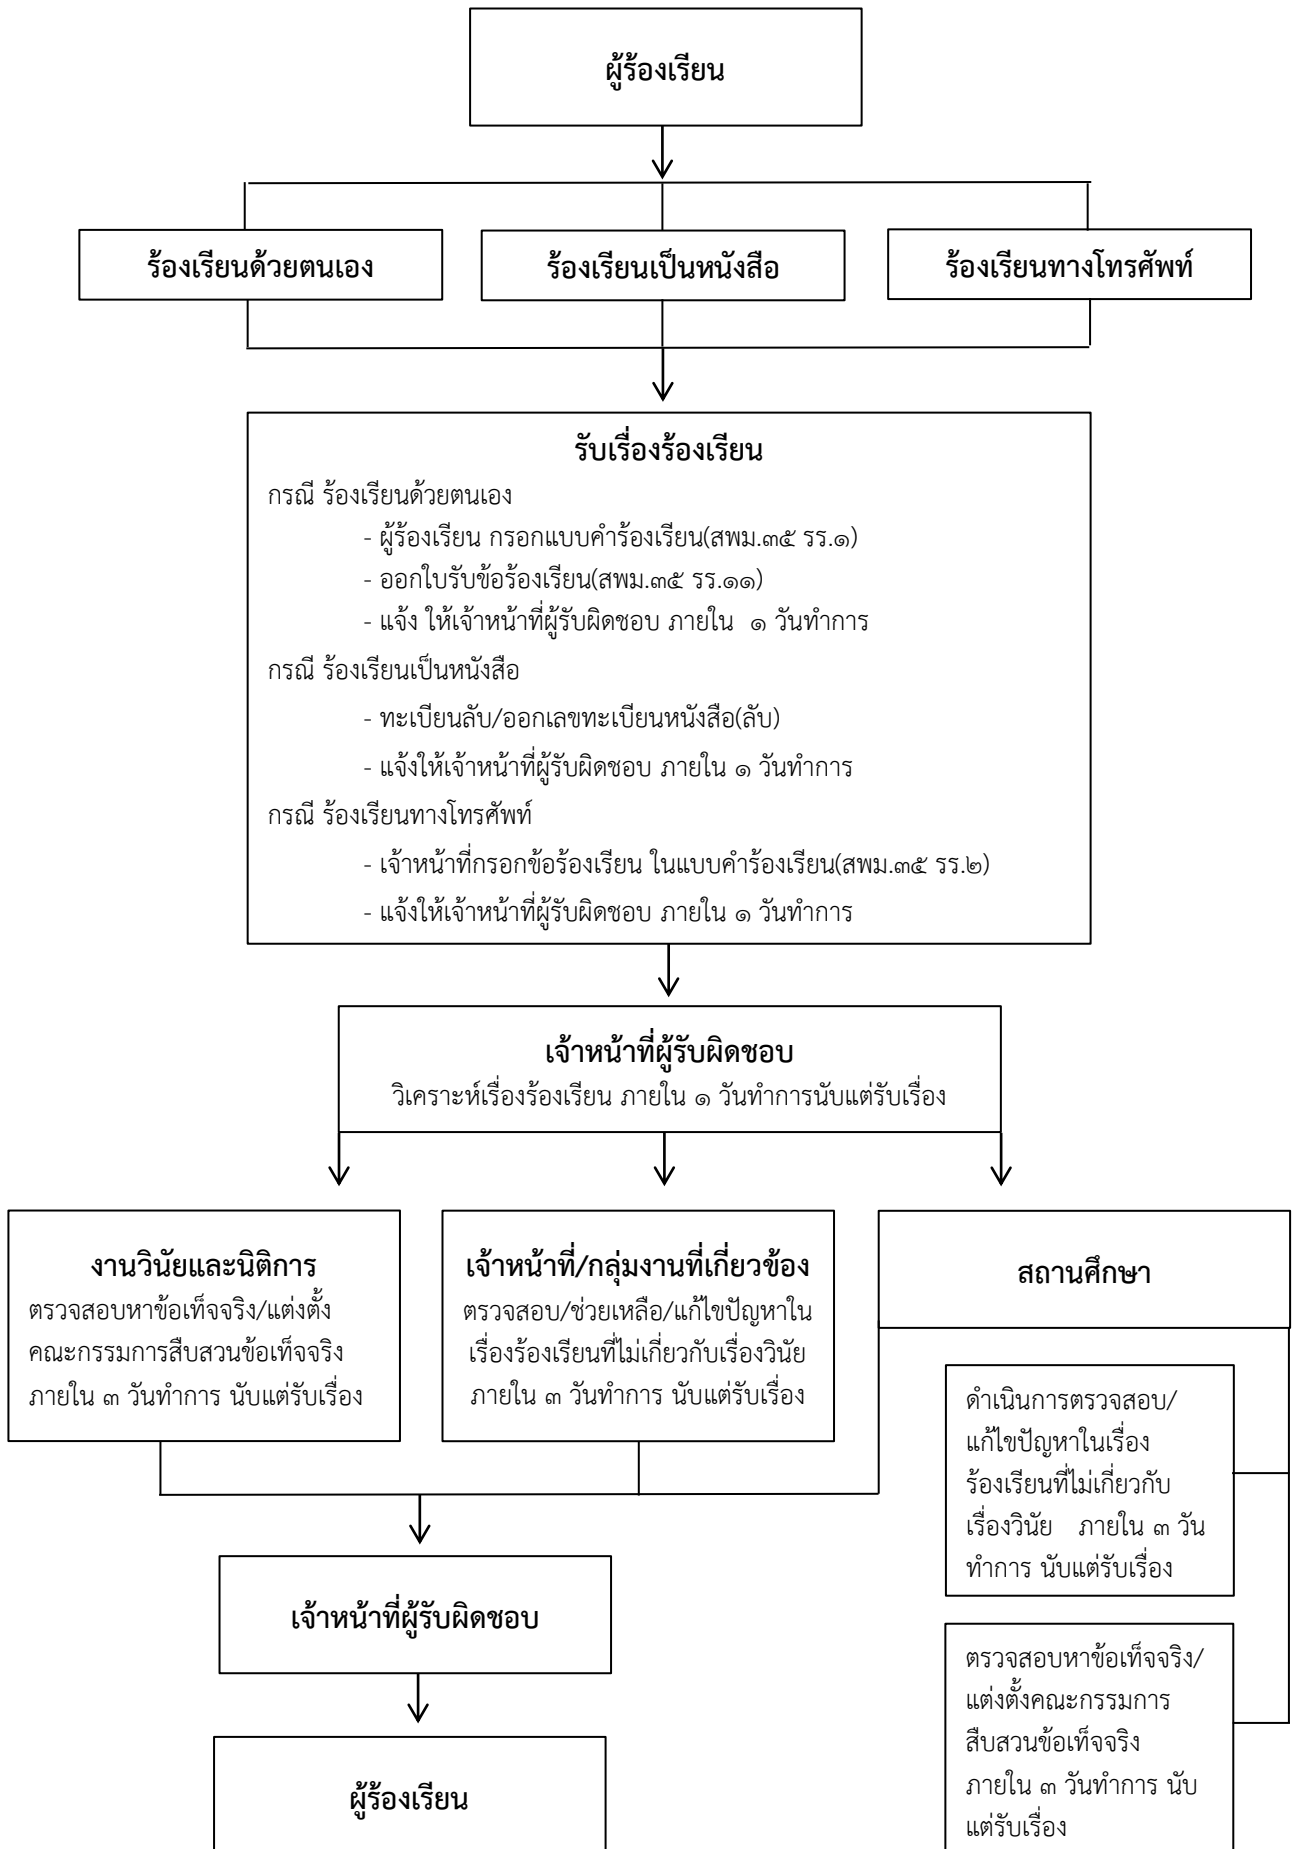 ผู้ร้องเรียน
ร้องเรียนด้วยตนเอง
ร้องเรียนเป็นหนังสือ
ร้องเรียนทางโทรศัพท์
รับเรื่องร้องเรียน
กรณี ร้องเรียนด้วยตนเอง
- ผู้ร้องเรียน กรอกแบบคำร้องเรียน(สพม.๓๕ รร.๑)
- ออกใบรับข้อร้องเรียน(สพม.๓๕ รร.๑๑)
- แจ้ง ให้เจ้าหน้าที่ผู้รับผิดชอบ ภายใน ๑ วันทำการ
กรณี ร้องเรียนเป็นหนังสือ
- ทะเบียนลับ/ออกเลขทะเบียนหนังสือ(ลับ)
- แจ้งให้เจ้าหน้าที่ผู้รับผิดชอบ ภายใน ๑ วันทำการ
กรณี ร้องเรียนทางโทรศัพท์
- เจ้าหน้าที่กรอกข้อร้องเรียน ในแบบคำร้องเรียน(สพม.๓๕ รร.๒)
- แจ้งให้เจ้าหน้าที่ผู้รับผิดชอบ ภายใน ๑ วันทำการ
เจ้าหน้าที่ผู้รับผิดชอบ
วิเคราะห์เรื่องร้องเรียน ภายใน ๑ วันทำการนับแต่รับเรื่อง
งานวินัยและนิติการ
ตรวจสอบหาข้อเท็จจริง/แต่งตั้ง
คณะกรรมการสืบสวนข้อเท็จจริง
ภายใน ๓ วันทำการ นับแต่รับเรื่อง
เจ้าหน้าที่/กลุ่มงานที่เกี่ยวข้อง
ตรวจสอบ/ช่วยเหลือ/แก้ไขปัญหาใน
เรื่องร้องเรียนที่ไม่เกี่ยวกับเรื่องวินัย
ภายใน ๓ วันทำการ นับแต่รับเรื่อง
สถานศึกษา
ดำเนินการตรวจสอบ/
แก้ไขปัญหาในเรื่อง
ร้องเรียนที่ไม่เกี่ยวกับ
เรื่องวินัย ภายใน ๓ วัน
ทำการ นับแต่รับเรื่อง
ตรวจสอบหาข้อเท็จจริง/
แต่งตั้งคณะกรรมการ
สืบสวนข้อเท็จจริง
ภายใน ๓ วันทำการ นับ
แต่รับเรื่อง
เจ้าหน้าที่ผู้รับผิดชอบ
ผู้ร้องเรียน